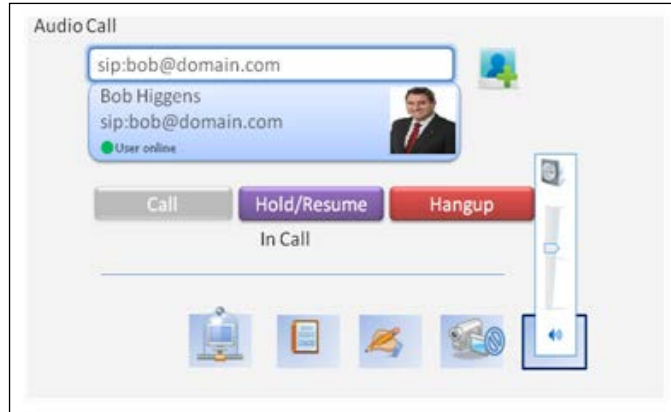 Audio Call
sip:bob@domain.com
Bob Higgens
sip:bob@domain.com
User online
Call
Hold/Resume
Hangup
In Call